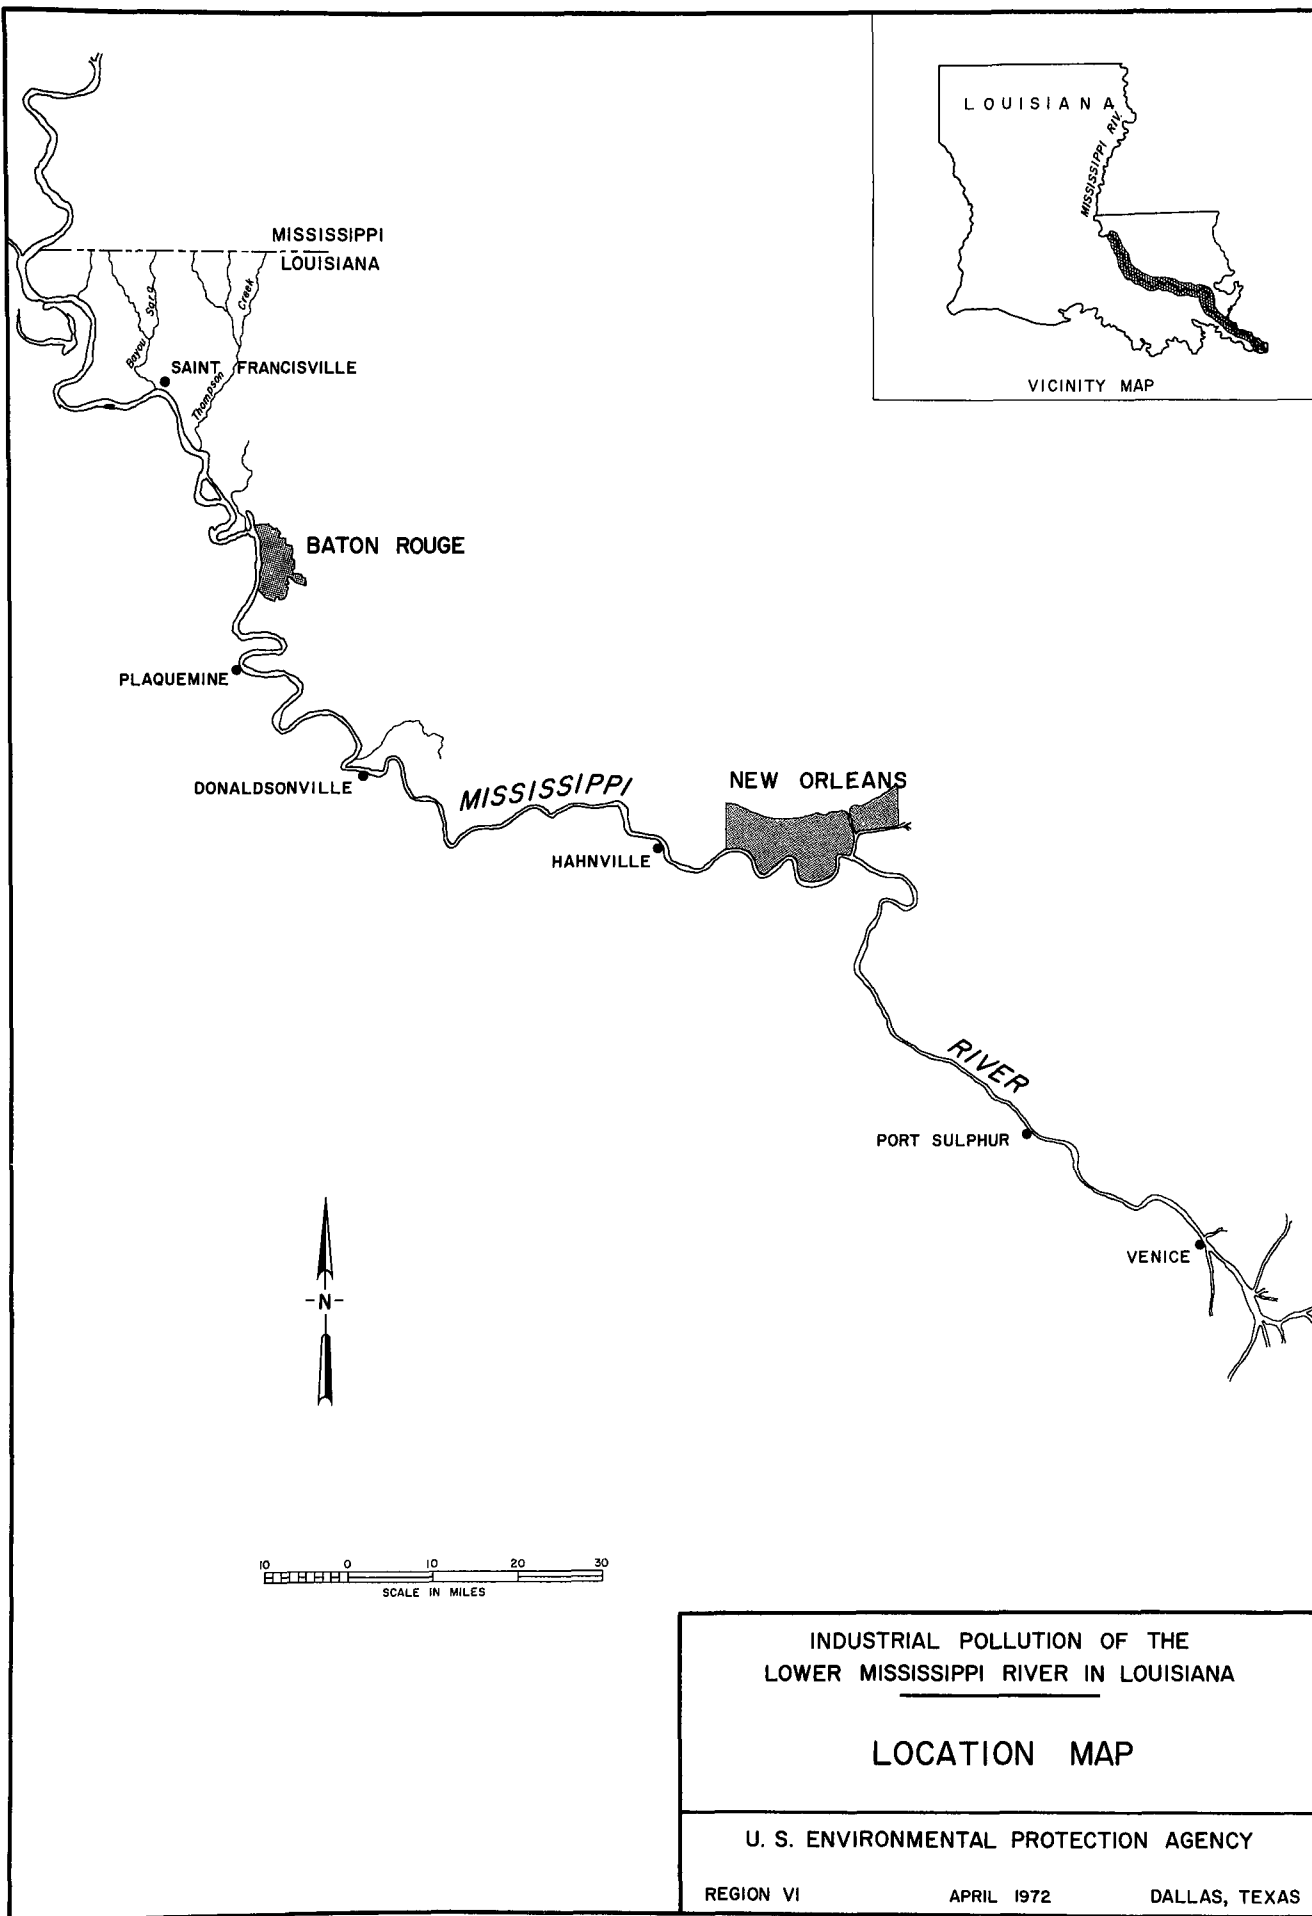 LOUISIANA
MISSISSIPPI RIV.
VICINITY MAP
MISSISSIPPI
LOUISIANA
Bayou Sara
Thompson Creek
SAINT FRANCISVILLE
BATON ROUGE
PLAQUEMINE
DONALDSONVILLE
MISSISSIPPI
NEW ORLEANS
HAHNVILLE
RIVER
PORT SULPHUR
VENICE
-N-
10 0 10 20 30
SCALE IN MILES
INDUSTRIAL POLLUTION OF THE
LOWER MISSISSIPPI RIVER IN LOUISIANA
LOCATION MAP
U. S. ENVIRONMENTAL PROTECTION AGENCY
REGION VI APRIL 1972 DALLAS, TEXAS